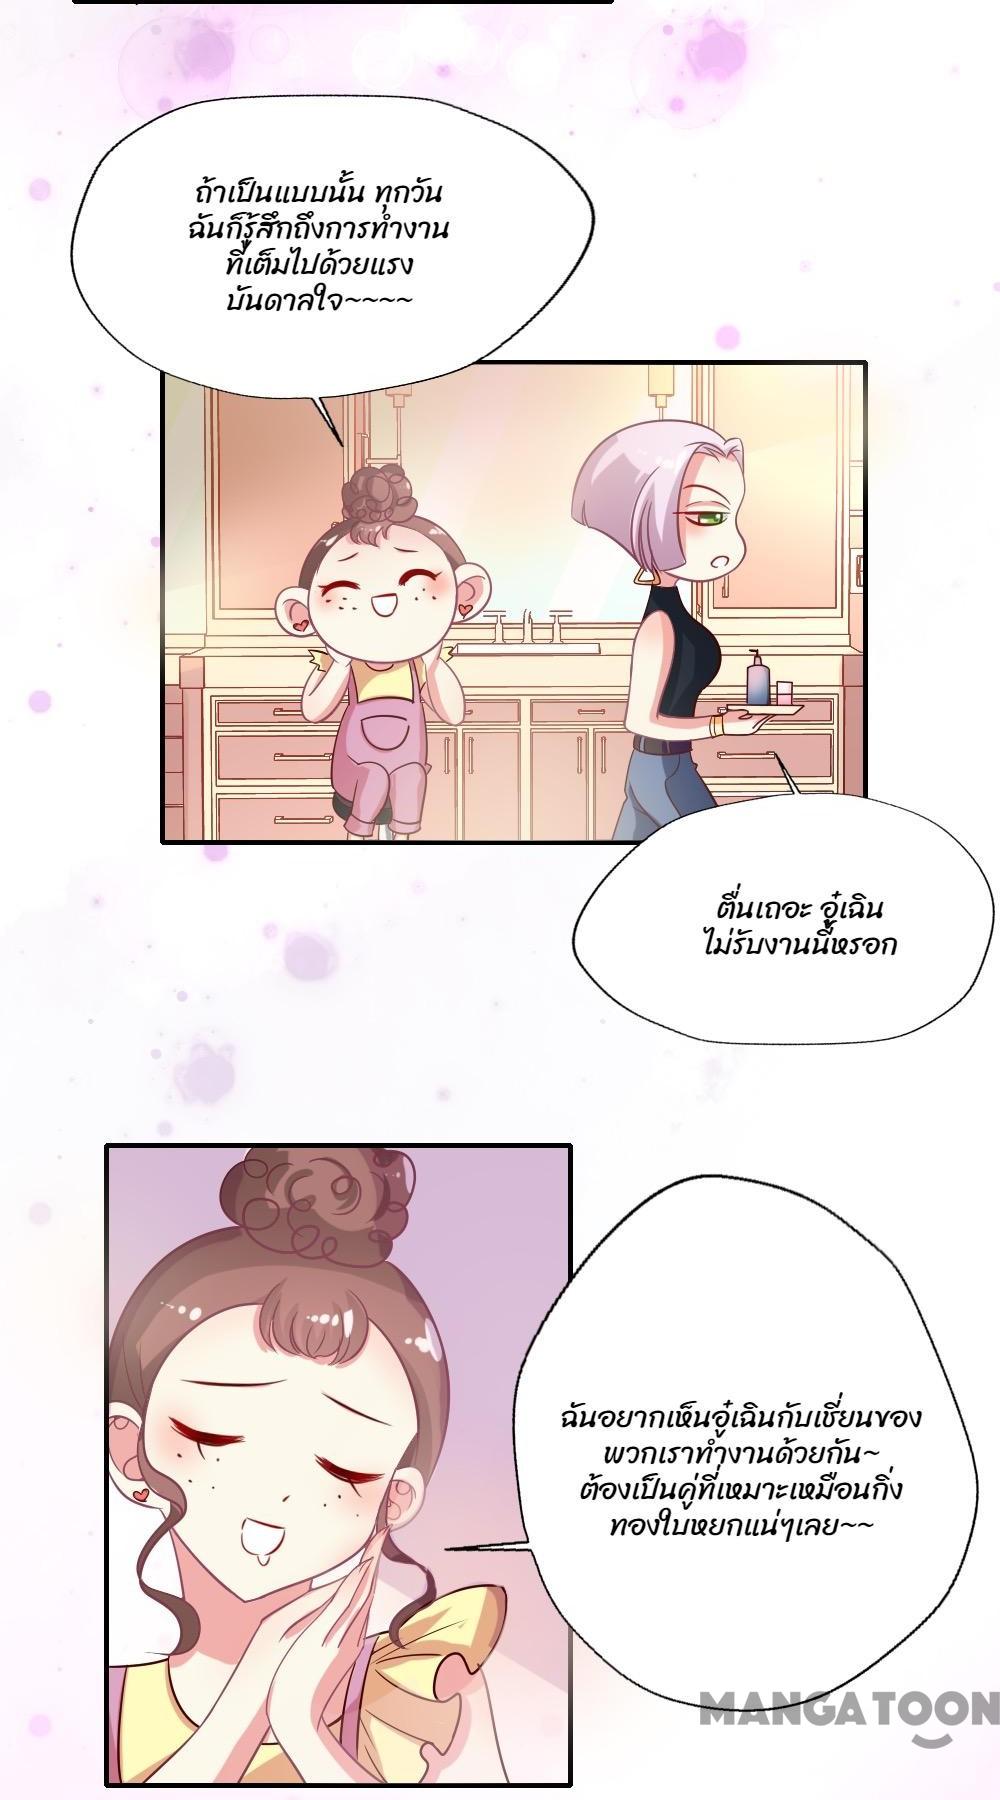 ถ้าเป็นแบบนั้น ทุกวัน
ฉันก็รู้สึกถึงการทำงาน
ที่เต็มไปด้วยแรง
บันดาลใจ~~~~
ตื่นเถอะ อู๋เฉิน
ไม่รับงานนี้หรอก
ฉันอยากเห็นอู๋เฉินกับเชี่ยนของ
พวกเราทำงานด้วยกัน~
ต้องเป็นคู่ที่เหมาะเหมือนกิ่ง
ทองใบหยกแน่ๆเลย~~
MANGATOON